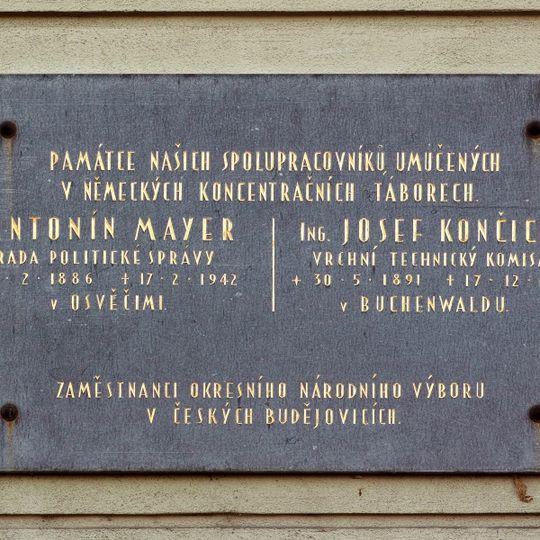 PAMÁTCE NAŠICH SPOLUPRACOVNÍKŮ UMUČENÝCH
V NĚMECKÝCH KONCENTRAČNÍCH TÁBORECH.
NTONÍN MAYER
RADA POLITICKÉ SPRÁVY
2 · 1886 + 17 · 2 · 1942
V OSVĚČIMI.
ING. JOSEF KONČIC
VRCHNÍ TECHNICKÝ KOMISA
+ 30 · 5 · 1891 + 17 · 12 ·
V BUCHENWALDU.
ZAMĚSTNANCI OKRESNÍHO NÁRODNÍHO VÝBORU
V ČESKÝCH BUDĚJOVICÍCH.